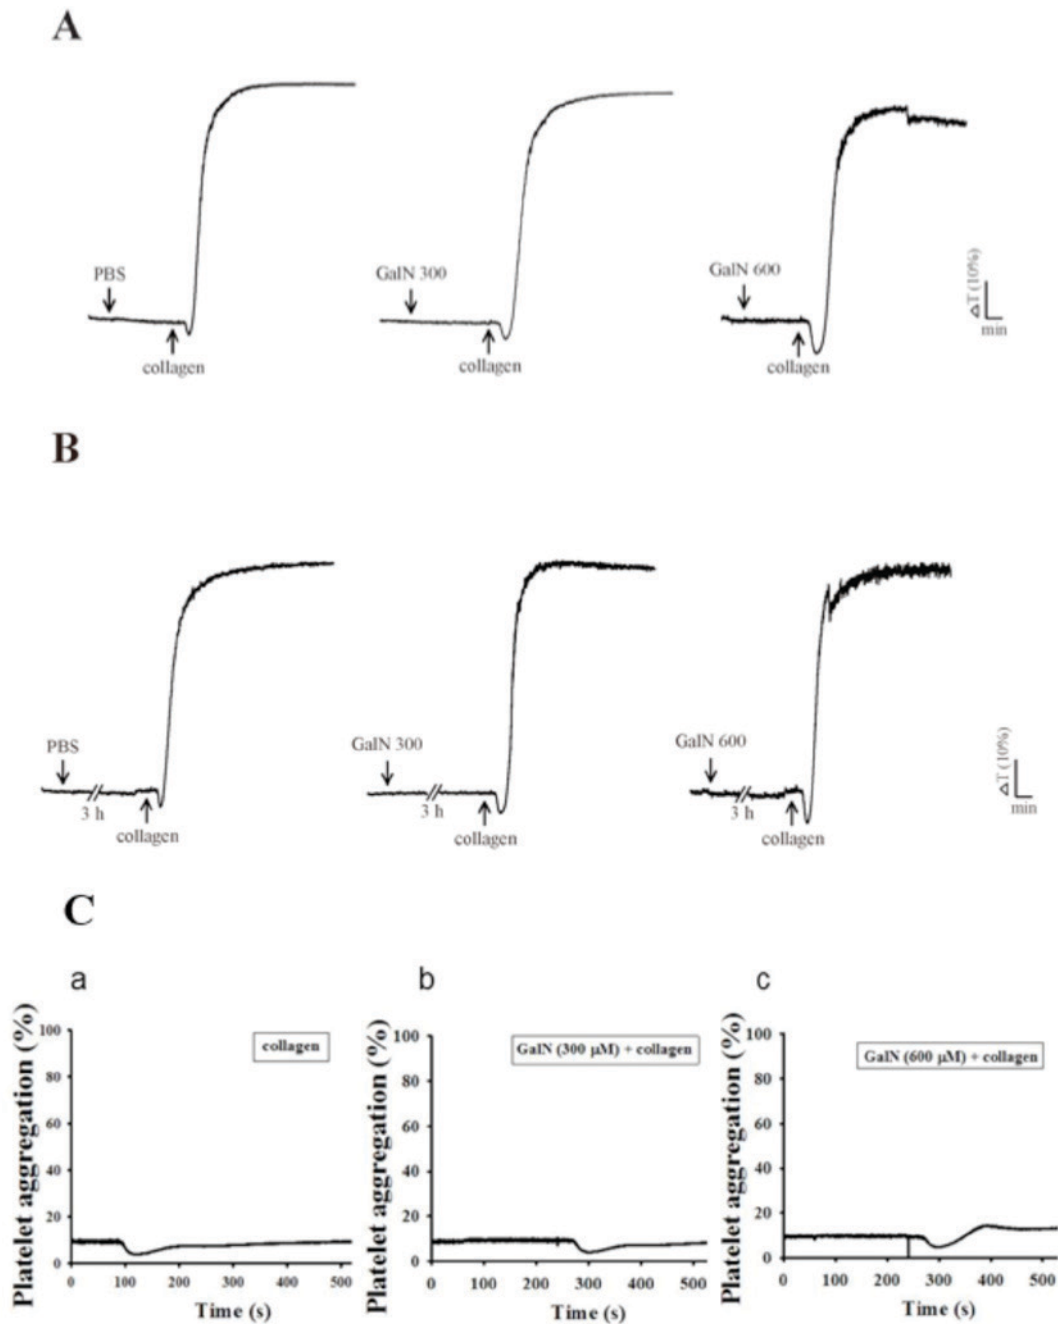 A
PBS
GalN 300
GalN 600
collagen
collagen
collagen
ΔT (10%)
min
B
PBS
GalN 300
GalN 600
3 h
3 h
3 h
collagen
collagen
collagen
ΔT (10%)
min
C
a
b
c
Platelet aggregation (%)
100
80
60
40
20
0
collagen
0 100 200 300 400 500
Time (s)
Platelet aggregation (%)
100
80
60
40
20
0
GalN (300 µM) + collagen
0 100 200 300 400 500
Time (s)
Platelet aggregation (%)
100
80
60
40
20
0
GalN (600 µM) + collagen
0 100 200 300 400 500
Time (s)